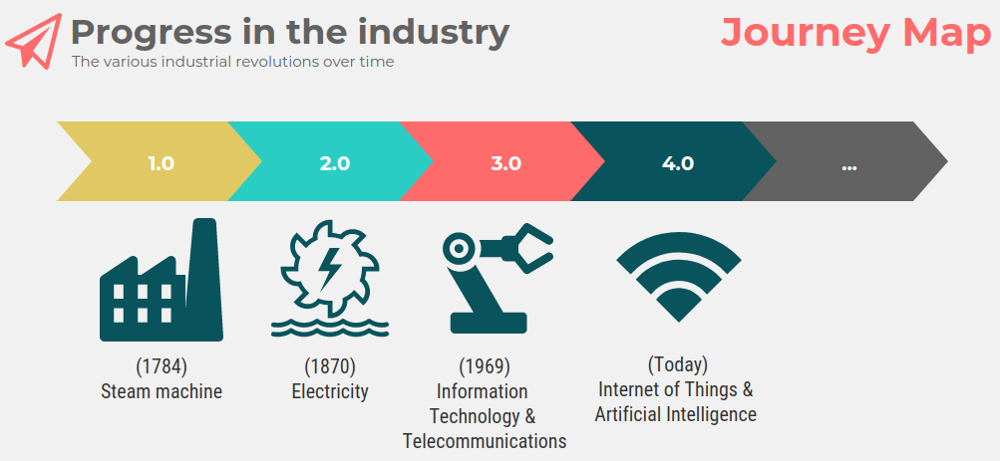 Progress in the industry
Journey Map
The various industrial revolutions over time
1.0
2.0
3.0
4.0
...
(1784)
Steam machine
(1870)
Electricity
(1969)
Information
Technology &
Telecommunications
(Today)
Internet of Things &
Artificial Intelligence